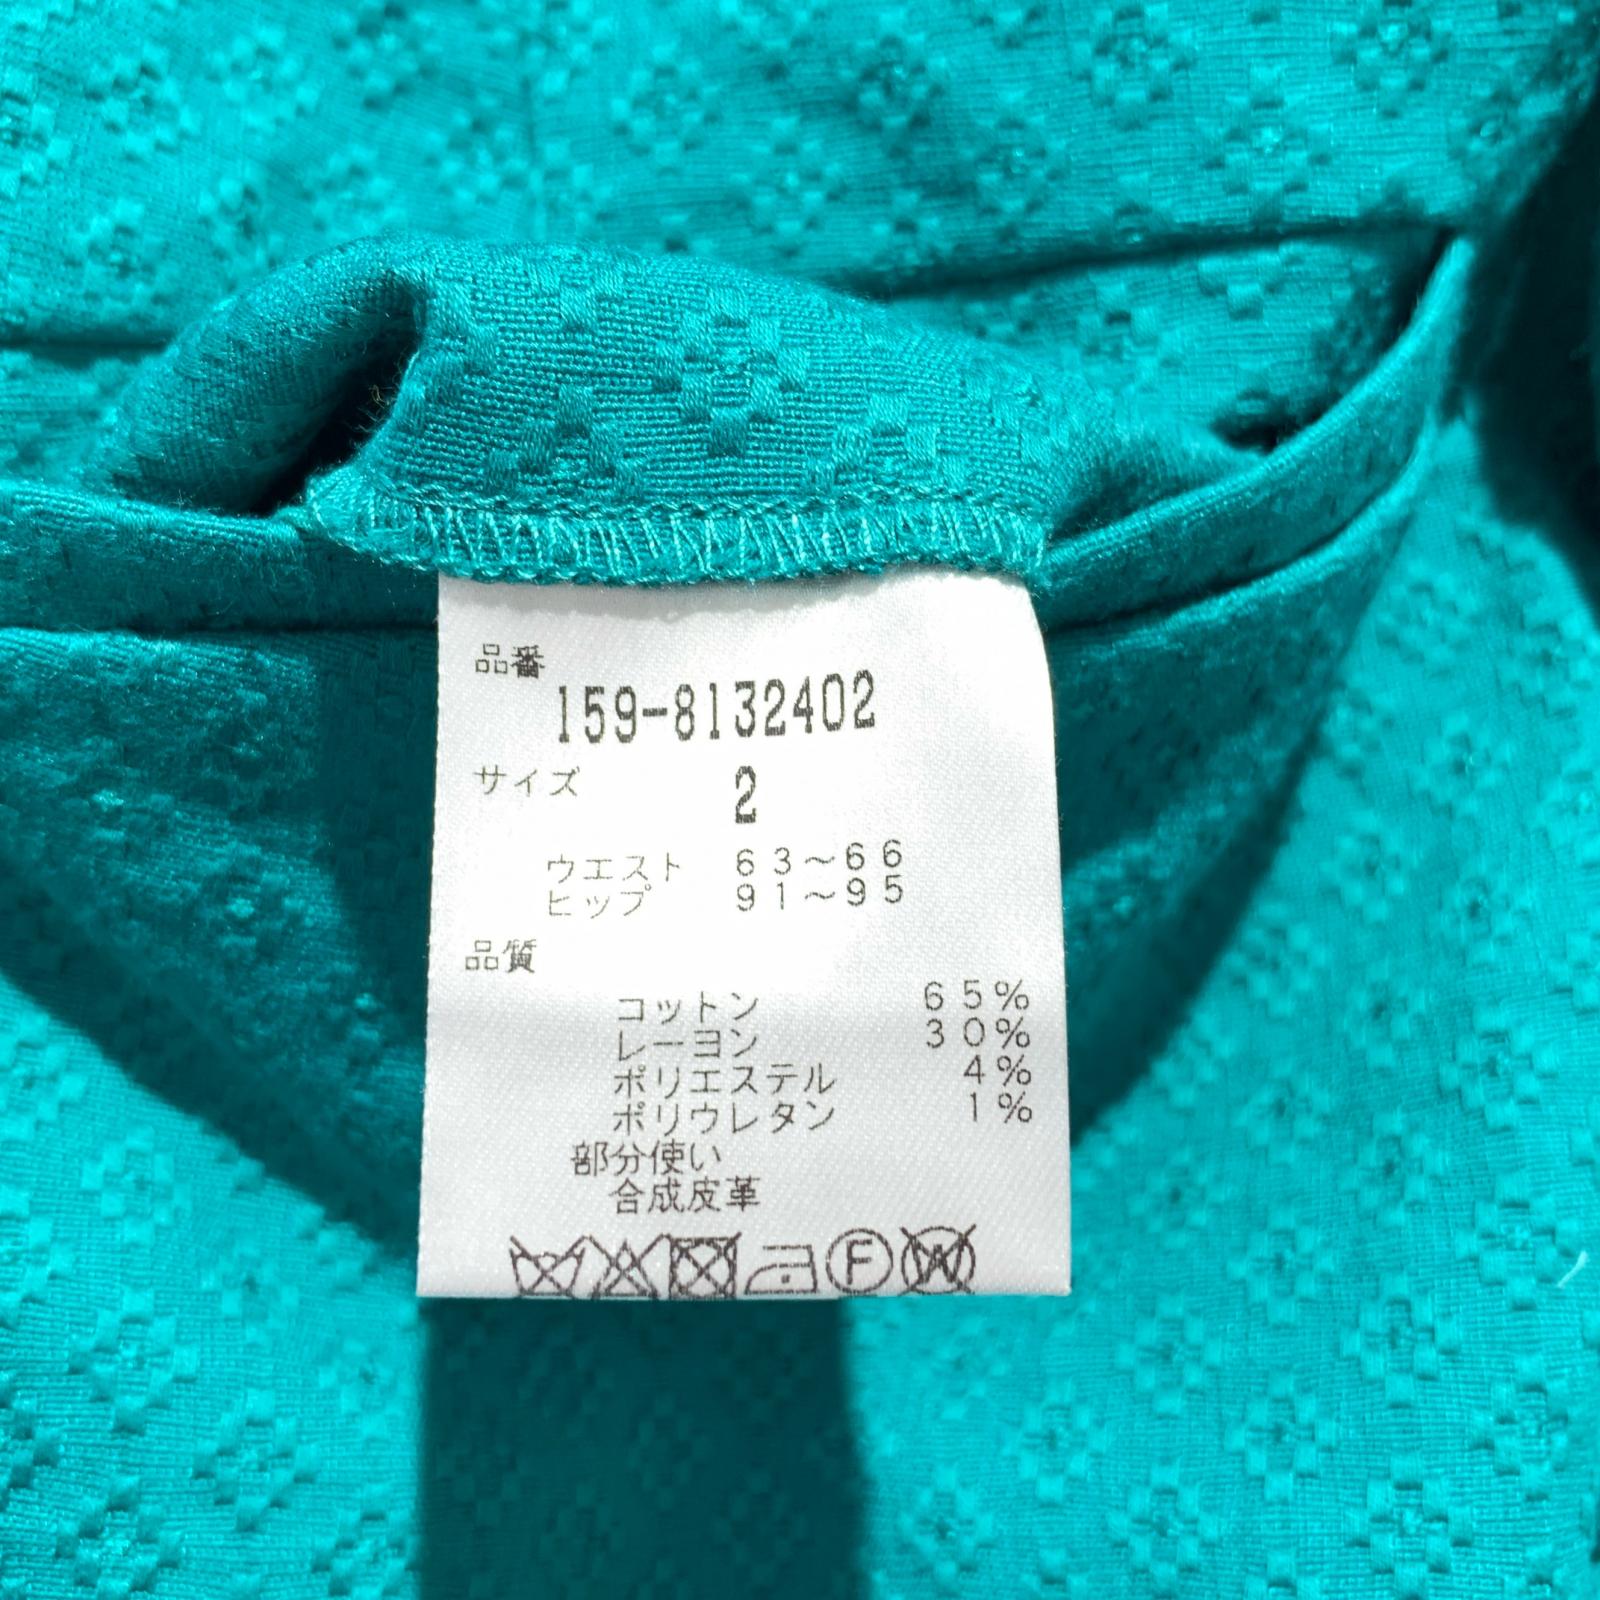 品番
159-8132402
サイズ 2
ウエスト 63~66
ヒップ 91~95
品質
コットン 65%
レーヨン 30%
ポリエステル 4%
ポリウレタン 1%
部分使い
合成皮革
F W